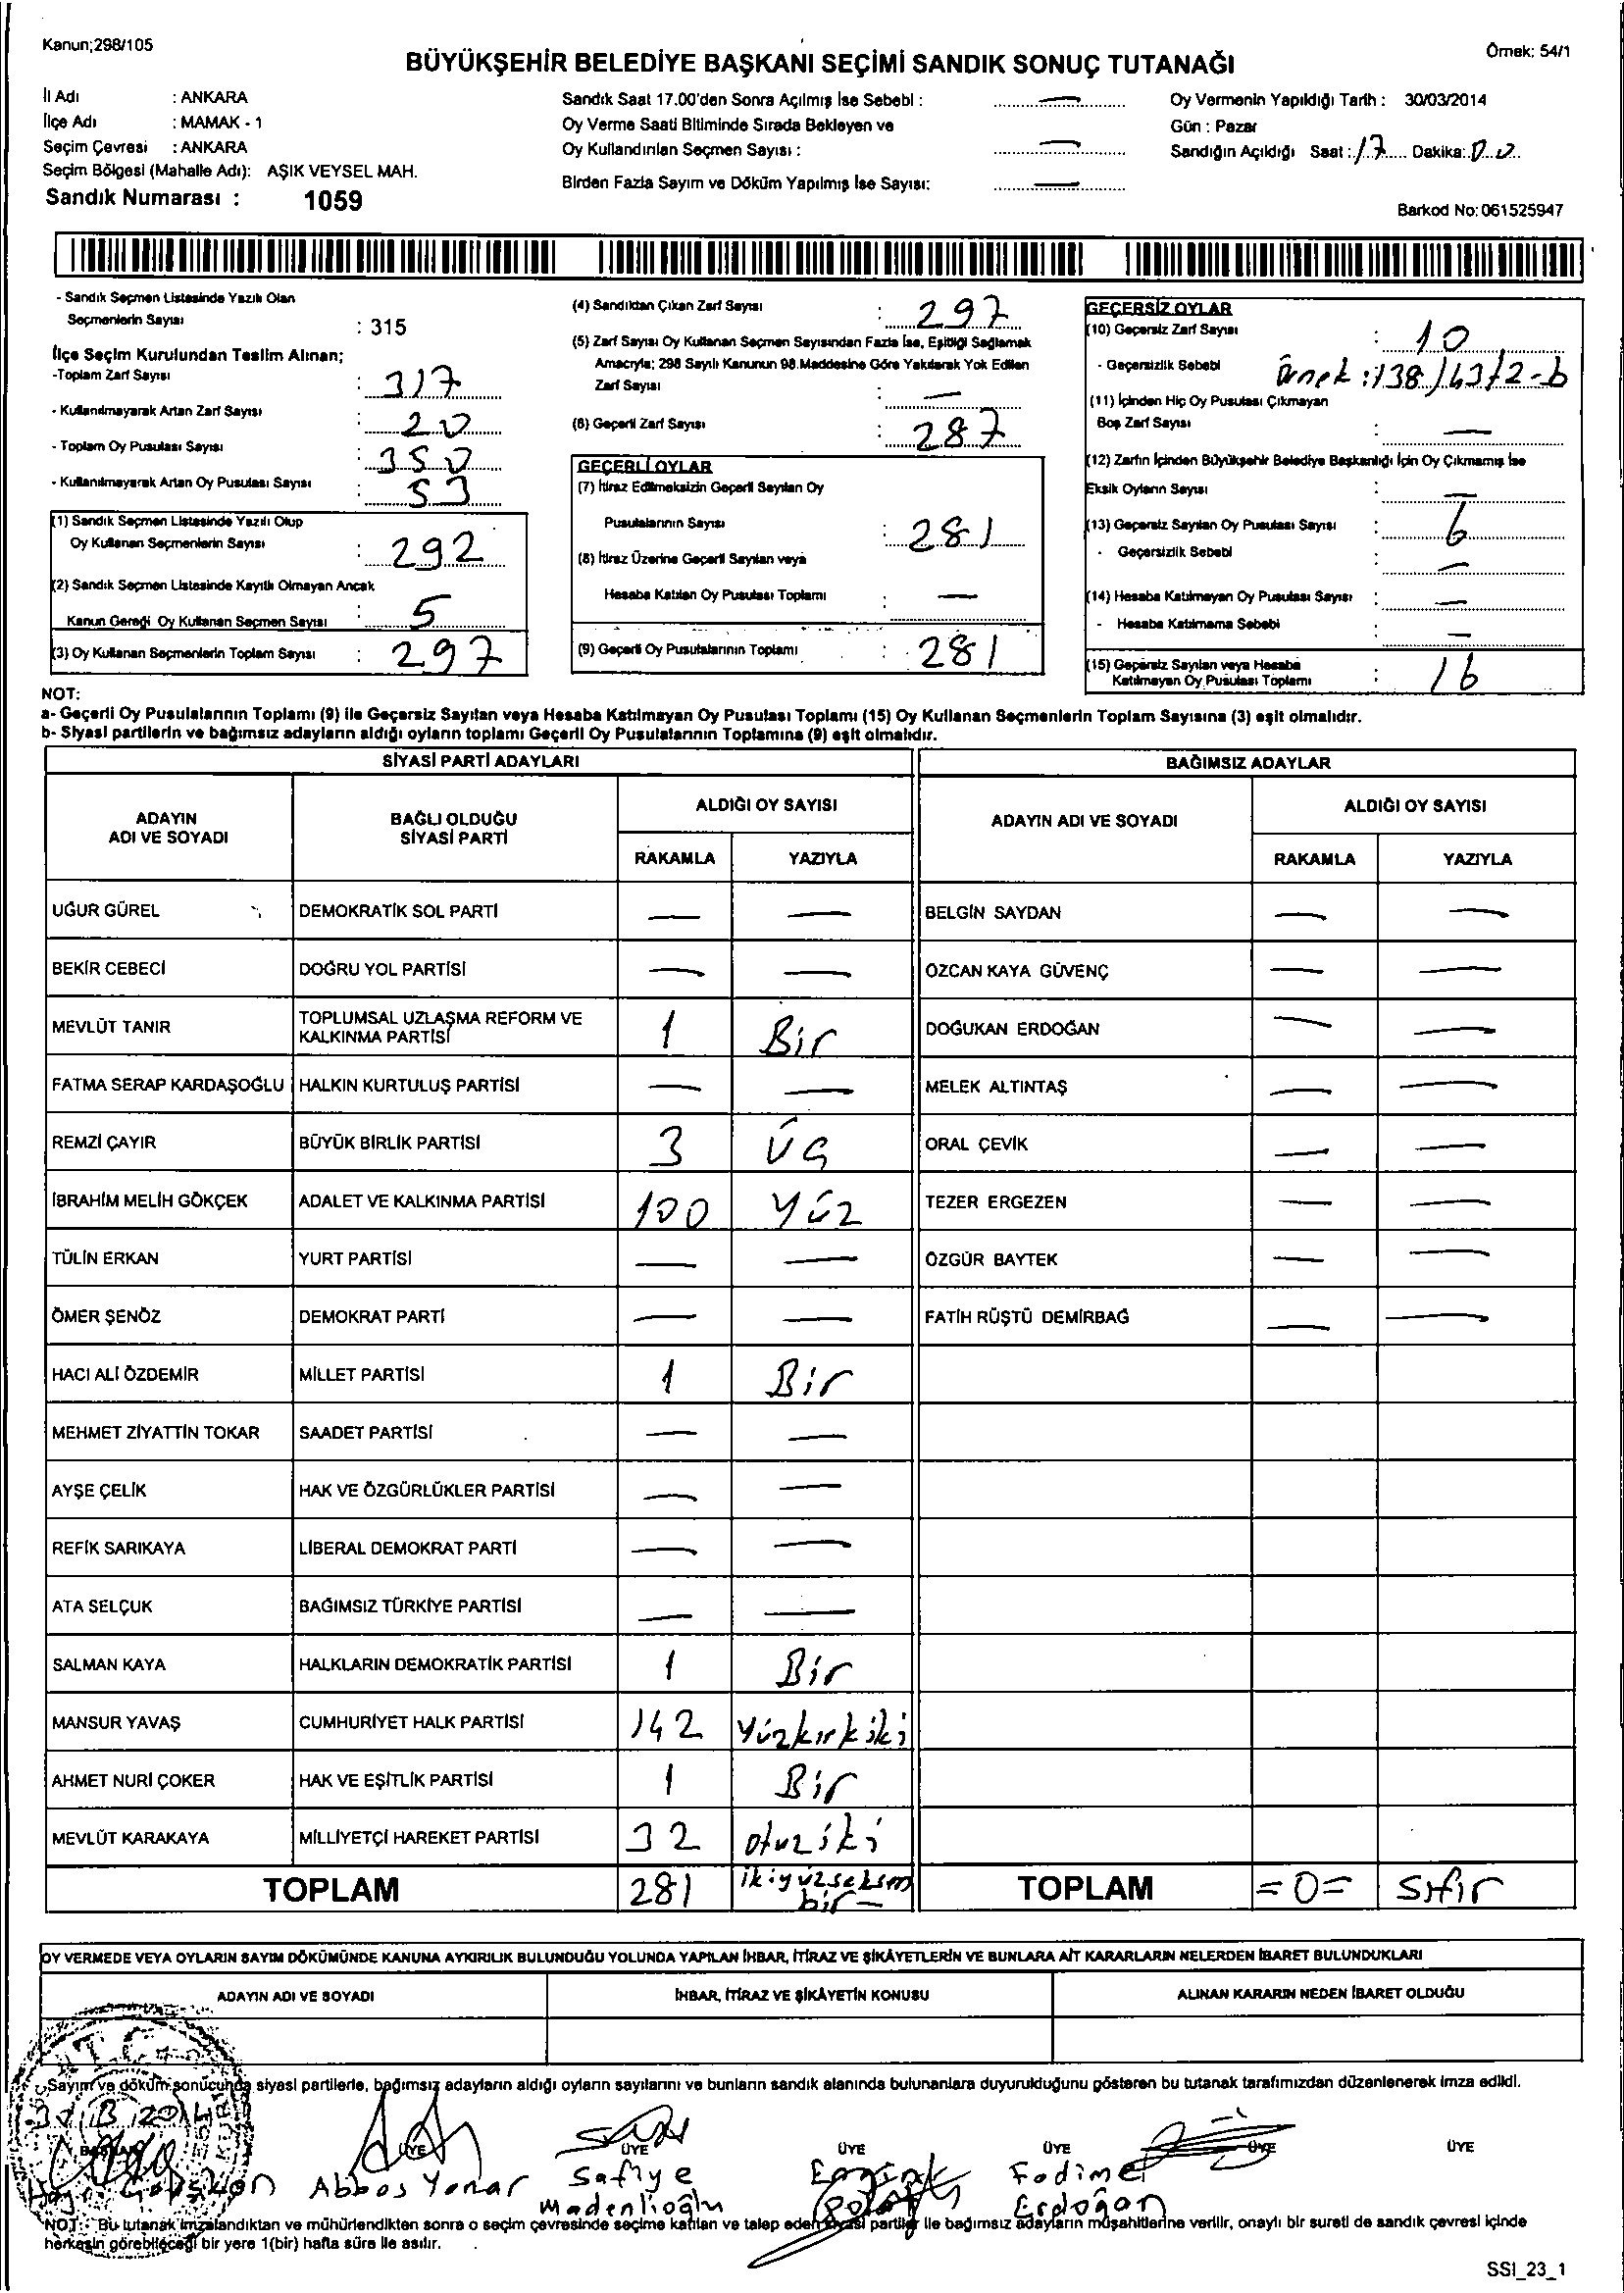 Kanun;298/105
Örnek: 54/1
BÜYÜKŞEHİR BELEDİYE BAŞKANI SEÇİMİ SANDIK SONUÇ TUTANAĞI
İl Adı : ANKARA
İlçe Adı : MAMAK - 1
Seçim Çevresi : ANKARA
Seçim Bölgesi (Mahalle Adı): AŞIK VEYSEL MAH.
Sandık Numarası : 1059
Sandık Saat 17.00'den Sonra Açılmış İse Sebebi : —
Oy Verme Saati Bitiminde Sırada Bekleyen ve
Oy Kullandırılan Seçmen Sayısı : —
Birden Fazla Sayım ve Döküm Yapılmış İse Sayısı: —
Oy Vermenin Yapıldığı Tarih : 30/03/2014
Gün : Pazar
Sandığın Açıldığı Saat : 17 Dakika: 00
Barkod No: 061525947
- Sandık Seçmen Listesinde Yazılı Olan
Seçmenlerin Sayısı : 315
İlçe Seçim Kurulundan Teslim Alınan;
-Toplam Zarf Sayısı : 317
- Kullanılmayarak Artan Zarf Sayısı : 20
- Toplam Oy Pusulası Sayısı : 350
- Kullanılmayarak Artan Oy Pusulası Sayısı : 53
(1) Sandık Seçmen Listesinde Yazılı Olup
Oy Kullanan Seçmenlerin Sayısı : 292
(2) Sandık Seçmen Listesinde Kayıtlı Olmayan Ancak
Kanun Gereği Oy Kullanan Seçmen Sayısı : 5
(3) Oy Kullanan Seçmenlerin Toplam Sayısı : 297
(4) Sandıktan Çıkan Zarf Sayısı : 297
(5) Zarf Sayısı Oy Kullanan Seçmen Sayısından Fazla İse, Eşitliği Sağlamak
Amacıyla; 298 Sayılı Kanunun 98.Maddesine Göre Yakılarak Yok Edilen
Zarf Sayısı : —
(6) Geçerli Zarf Sayısı : 287
GEÇERLİ OYLAR
(7) İtiraz Edilmeksizin Geçerli Sayılan Oy
Pusulalarının Sayısı : 281
(8) İtiraz Üzerine Geçerli Sayılan veya
Hesaba Katılan Oy Pusulası Toplamı : —
(9) Geçerli Oy Pusulalarının Toplamı : 281
GEÇERSİZ OYLAR
(10) Geçersiz Zarf Sayısı : 10
- Geçersizlik Sebebi Örnek :138/43/2-b
(11) İçinden Hiç Oy Pusulası Çıkmayan
Boş Zarf Sayısı : —
(12) Zarfın İçinden Büyükşehir Belediye Başkanlığı İçin Oy Çıkmamış İse
Eksik Oyların Sayısı : —
(13) Geçersiz Sayılan Oy Pusulası Sayısı : 6
- Geçersizlik Sebebi —
(14) Hesaba Katılmayan Oy Pusulası Sayısı : —
- Hesaba Katılmama Sebebi —
(15) Geçersiz Sayılan veya Hesaba
Katılmayan Oy Pusulası Toplamı : 16
NOT:
a- Geçerli Oy Pusulalarının Toplamı (9) ile Geçersiz Sayılan veya Hesaba Katılmayan Oy Pusulası Toplamı (15) Oy Kullanan Seçmenlerin Toplam Sayısına (3) eşit olmalıdır.
b- Siyasi partilerin ve bağımsız adayların aldığı oyların toplamı Geçerli Oy Pusulalarının Toplamına (9) eşit olmalıdır.
SİYASİ PARTİ ADAYLARI BAĞIMSIZ ADAYLAR
ADAYIN ADI VE SOYADI BAĞLI OLDUĞU SİYASİ PARTİ ALDIĞI OY SAYISI ADAYIN ADI VE SOYADI ALDIĞI OY SAYISI
RAKAMLA YAZIYLA RAKAMLA YAZIYLA
UĞUR GÜREL DEMOKRATİK SOL PARTİ — — BELGİN SAYDAN — —
BEKİR CEBECİ DOĞRU YOL PARTİSİ — — ÖZCAN KAYA GÜVENÇ — —
MEVLÜT TANIR TOPLUMSAL UZLAŞMA REFORM VE KALKINMA PARTİSİ 1 Bir DOĞUKAN ERDOĞAN — —
FATMA SERAP KARDAŞOĞLU HALKIN KURTULUŞ PARTİSİ — — MELEK ALTINTAŞ — —
REMZİ ÇAYIR BÜYÜK BİRLİK PARTİSİ 3 Üç ORAL ÇEVİK — —
İBRAHİM MELİH GÖKÇEK ADALET VE KALKINMA PARTİSİ 100 Yüz TEZER ERGEZEN — —
TÜLİN ERKAN YURT PARTİSİ — — ÖZGÜR BAYTEK — —
ÖMER ŞENÖZ DEMOKRAT PARTİ — — FATİH RÜŞTÜ DEMİRBAĞ — —
HACI ALİ ÖZDEMİR MİLLET PARTİSİ 1 Bir
MEHMET ZİYATTİN TOKAR SAADET PARTİSİ — —
AYŞE ÇELİK HAK VE ÖZGÜRLÜKLER PARTİSİ — —
REFİK SARIKAYA LİBERAL DEMOKRAT PARTİ — —
ATA SELÇUK BAĞIMSIZ TÜRKİYE PARTİSİ — —
SALMAN KAYA HALKLARIN DEMOKRATİK PARTİSİ 1 Bir
MANSUR YAVAŞ CUMHURİYET HALK PARTİSİ 142 Yüzkırkiki
AHMET NURİ ÇOKER HAK VE EŞİTLİK PARTİSİ 1 Bir
MEVLÜT KARAKAYA MİLLİYETÇİ HAREKET PARTİSİ 32 otuziki
TOPLAM 281 ikiyüzseksen bir — TOPLAM =0= Sıfır
OY VERMEDE VEYA OYLARIN SAYIM DÖKÜMÜNDE KANUNA AYKIRILIK BULUNDUĞU YOLUNDA YAPILAN İHBAR, İTİRAZ VE ŞİKÂYETLERİN VE BUNLARA AİT KARARLARIN NELERDEN İBARET BULUNDUKLARI
ADAYIN ADI VE SOYADI İHBAR, İTİRAZ VE ŞİKÂYETİN KONUSU ALINAN KARARIN NEDEN İBARET OLDUĞU
Sayım ve döküm sonucunda siyasi partilerle, bağımsız adayların aldığı oyların sayılarını ve bunların sandık alanında bulunanlara duyurulduğunu gösteren bu tutanak tarafımızdan düzenlenerek imza edildi.
BAŞKAN ÜYE ÜYE ÜYE ÜYE ÜYE ÜYE
Abbas Yanar Safiye Fadime
Madenlioğlu Erdoğan
NOT: Bu tutanak imzalandıktan ve mühürlendikten sonra o seçim çevresinde seçime katılan ve talep eden siyasi partiler ile bağımsız adayların müşahitlerine verilir, onaylı bir sureti de sandık çevresi içinde
herkesin görebileceği bir yere 1(bir) hafta süre ile asılır.
SSI_23_1